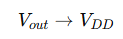 V_{out} → V_{DD}